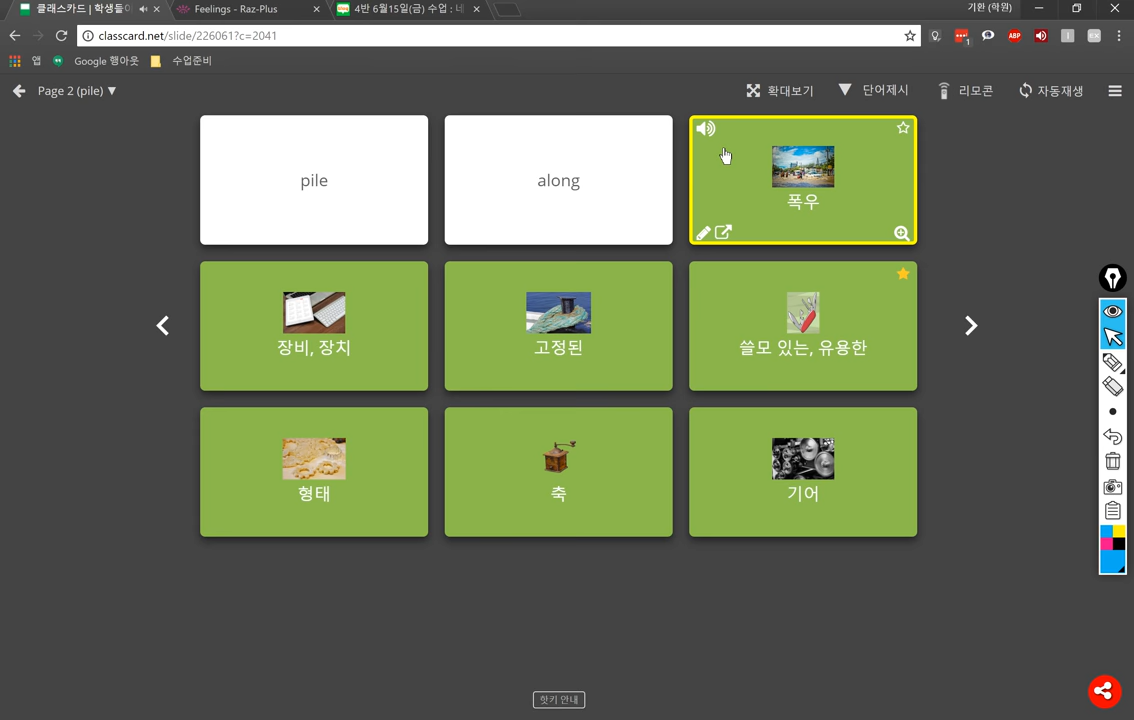 클래스카드 | 학생들이
Feelings - Raz-Plus
4반 6월15일(금) 수업 : 네
기환 (학원)
classcard.net/slide/226061?c=2041
1
ABP
앱
Google 행아웃
수업준비
Page 2 (pile) ▼
확대보기
단어제시
리모콘
자동재생
pile
along
폭우
장비, 장치
고정된
쓸모 있는, 유용한
형태
축
기어
핫키 안내